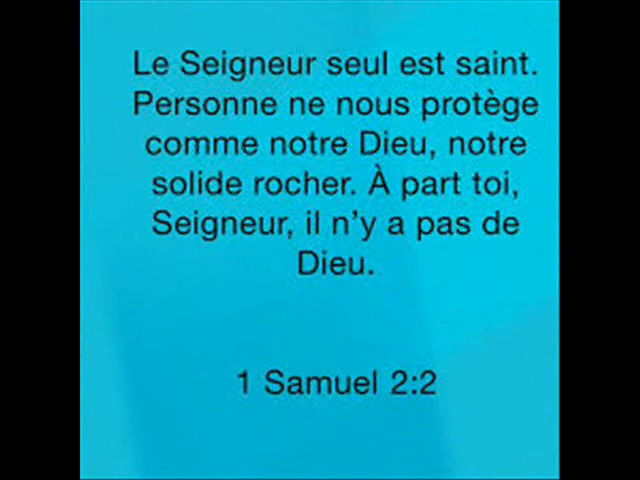 Le Seigneur seul est saint.
Personne ne nous protège
comme notre Dieu, notre
solide rocher. À part toi,
Seigneur, il n’y a pas de
Dieu.
1 Samuel 2:2